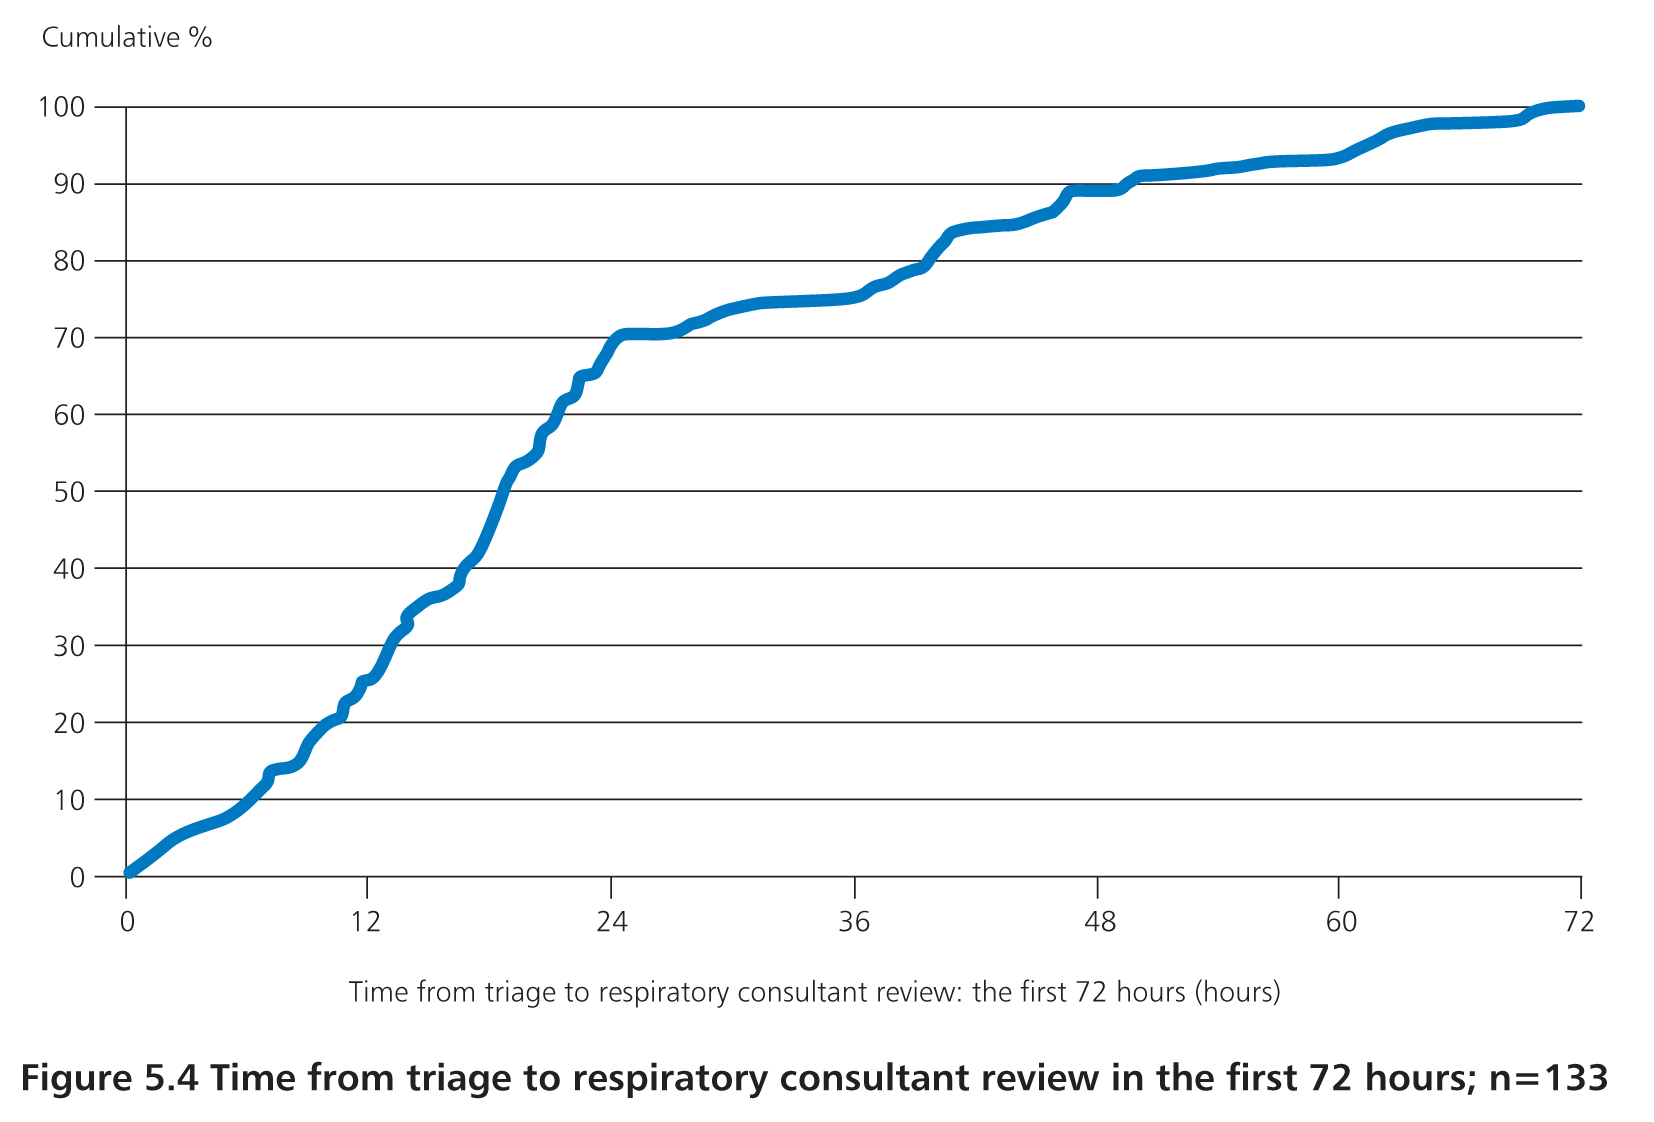 Cumulative %
100
90
80
70
60
50
40
30
20
10
0
0 12 24 36 48 60 72
Time from triage to respiratory consultant review: the first 72 hours (hours)
Figure 5.4 Time from triage to respiratory consultant review in the first 72 hours; n=133